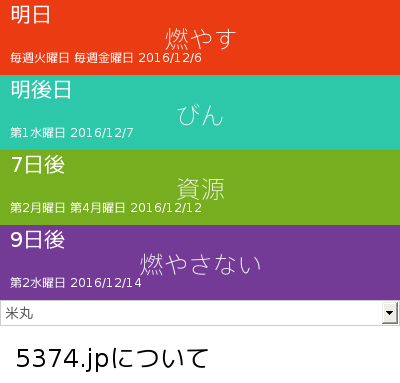 明日
燃やす
毎週火曜日 毎週金曜日 2016/12/6
明後日
びん
第1水曜日 2016/12/7
7日後
資源
第2月曜日 第4月曜日 2016/12/12
9日後
燃やさない
第2水曜日 2016/12/14
米丸
5374.jpについて